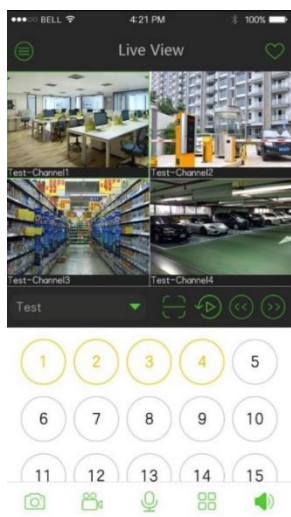 BELL 4:21 PM 100%
Live View
Test-Channel1 Test-Channel2
Test-Channel3 Test-Channel4
Test
1 2 3 4 5
6 7 8 9 10
11 12 13 14 15